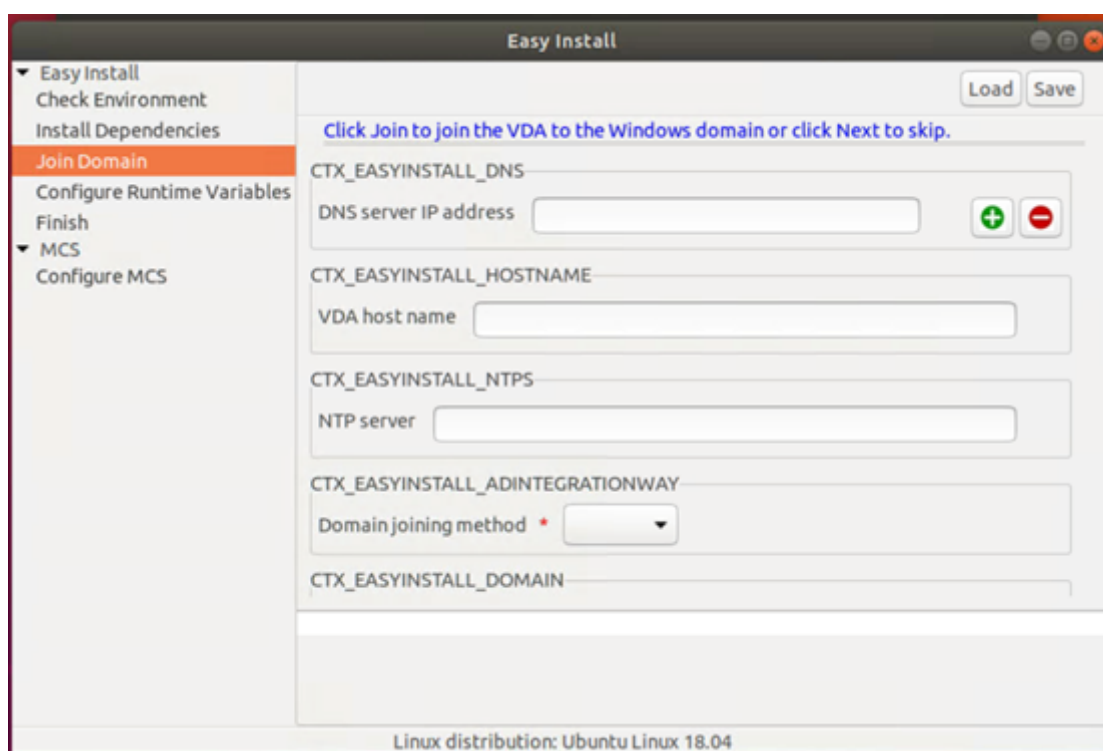 Easy Install
Easy Install
Check Environment
Install Dependencies
Join Domain
Configure Runtime Variables
Finish
MCS
Configure MCS
Load Save
Click Join to join the VDA to the Windows domain or click Next to skip.
CTX_EASYINSTALL_DNS
DNS server IP address
CTX_EASYINSTALL_HOSTNAME
VDA host name
CTX_EASYINSTALL_NTPS
NTP server
CTX_EASYINSTALL_ADINTEGRATIONWAY
Domain joining method *
CTX_EASYINSTALL_DOMAIN
Linux distribution: Ubuntu Linux 18.04